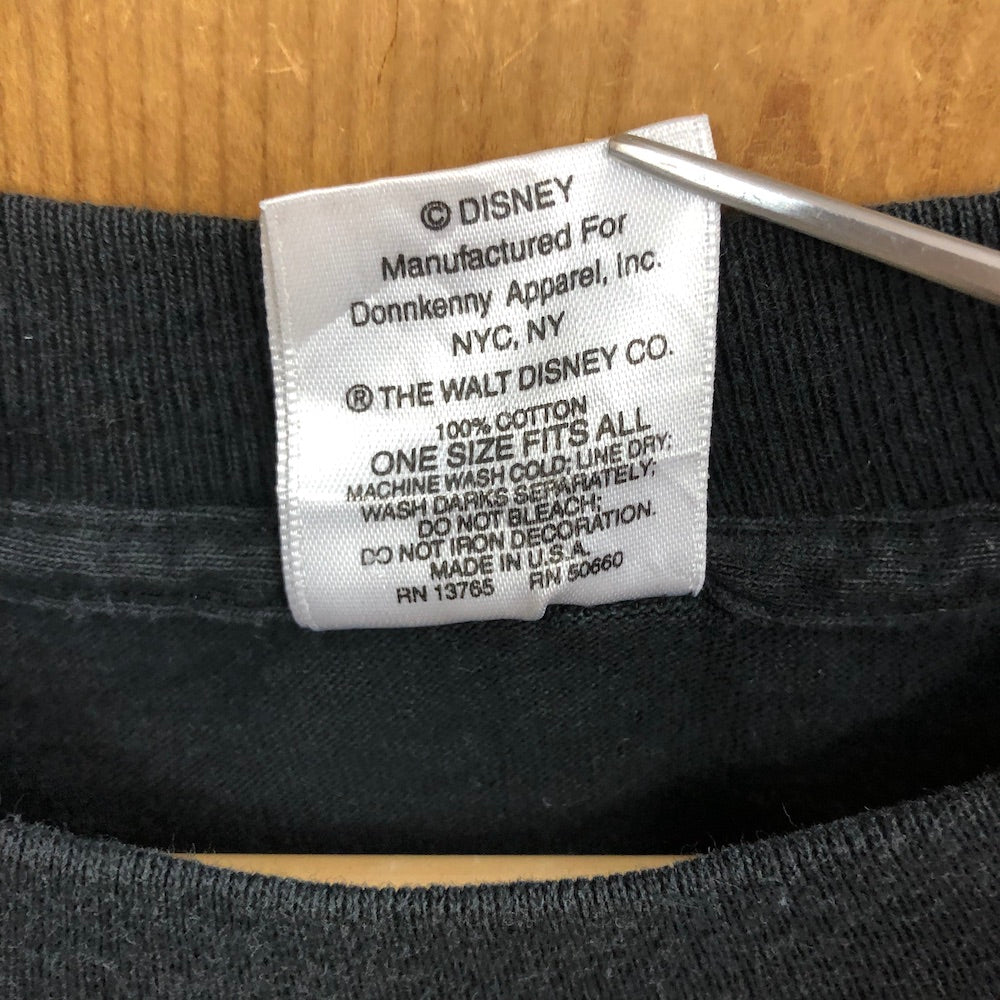 © DISNEY
Manufactured For
Donnkenny Apparel, Inc.
NYC, NY
® THE WALT DISNEY CO.
100% COTTON
ONE SIZE FITS ALL
MACHINE WASH COLD; LINE DRY;
WASH DARKS SEPARATELY;
DO NOT BLEACH;
DO NOT IRON DECORATION.
MADE IN U.S.A.
RN 13765 RN 50660